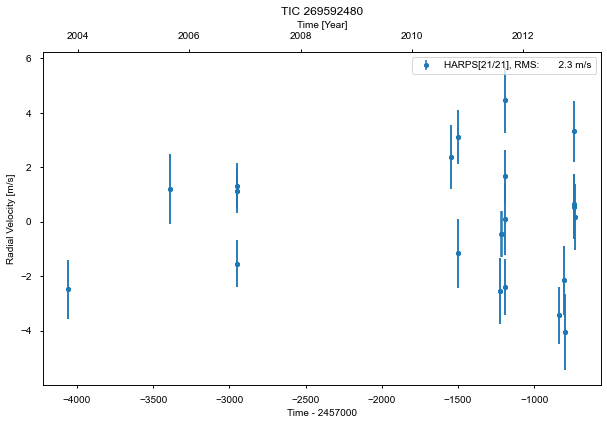 TIC 269592480
Time [Year]
2004 2006 2008 2010 2012
HARPS[21/21], RMS: 2.3 m/s
6
4
2
0
−2
−4
Radial Velocity [m/s]
−4000 −3500 −3000 −2500 −2000 −1500 −1000
Time - 2457000